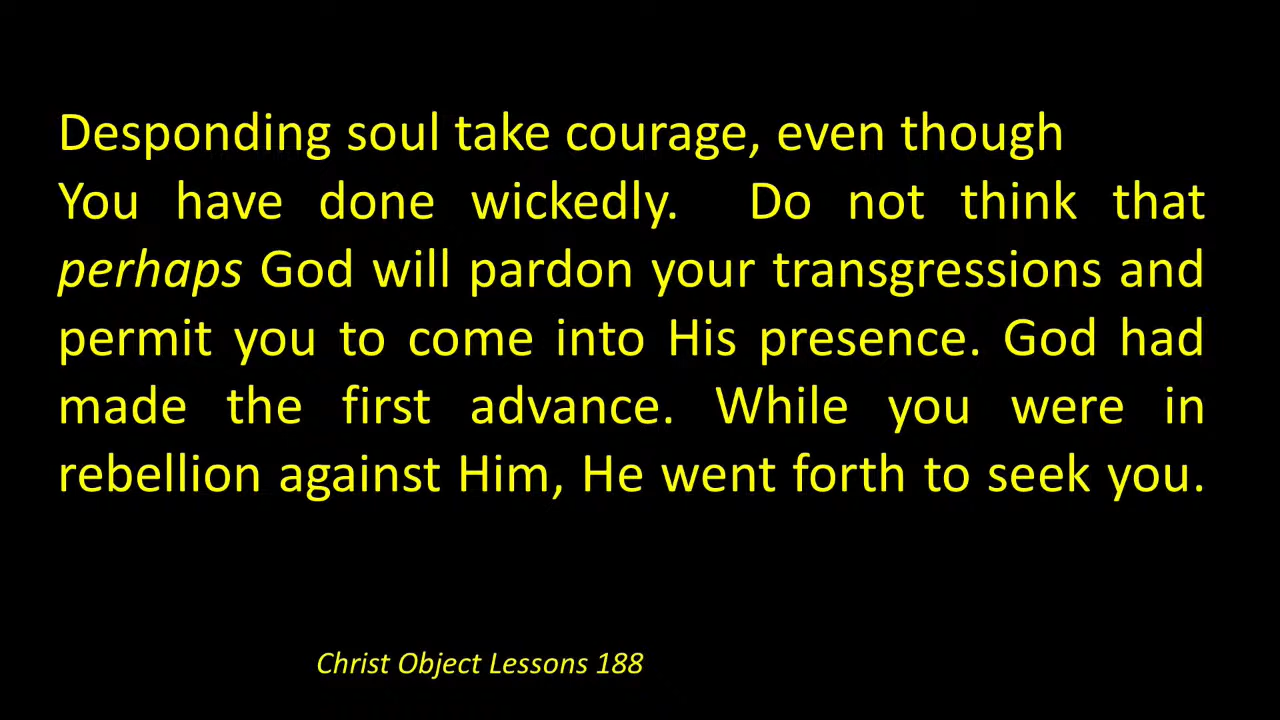 Desponding soul take courage, even though
You have done wickedly. Do not think that
perhaps God will pardon your transgressions and
permit you to come into His presence. God had
made the first advance. While you were in
rebellion against Him, He went forth to seek you.
Christ Object Lessons 188